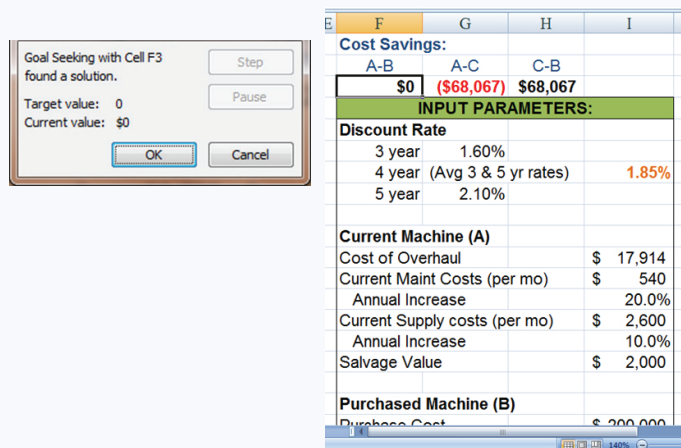 Goal Seeking with Cell F3
found a solution.
Step
Pause
Target value: 0
Current value: $0
OK
Cancel
E F G H I
Cost Savings:
A-B A-C C-B
$0 ($68,067) $68,067
INPUT PARAMETERS:
Discount Rate
3 year 1.60%
4 year (Avg 3 & 5 yr rates) 1.85%
5 year 2.10%
Current Machine (A)
Cost of Overhaul $ 17,914
Current Maint Costs (per mo) $ 540
Annual Increase 20.0%
Current Supply costs (per mo) $ 2,600
Annual Increase 10.0%
Salvage Value $ 2,000
Purchased Machine (B)
Purchase Cost $ 200,000
140%